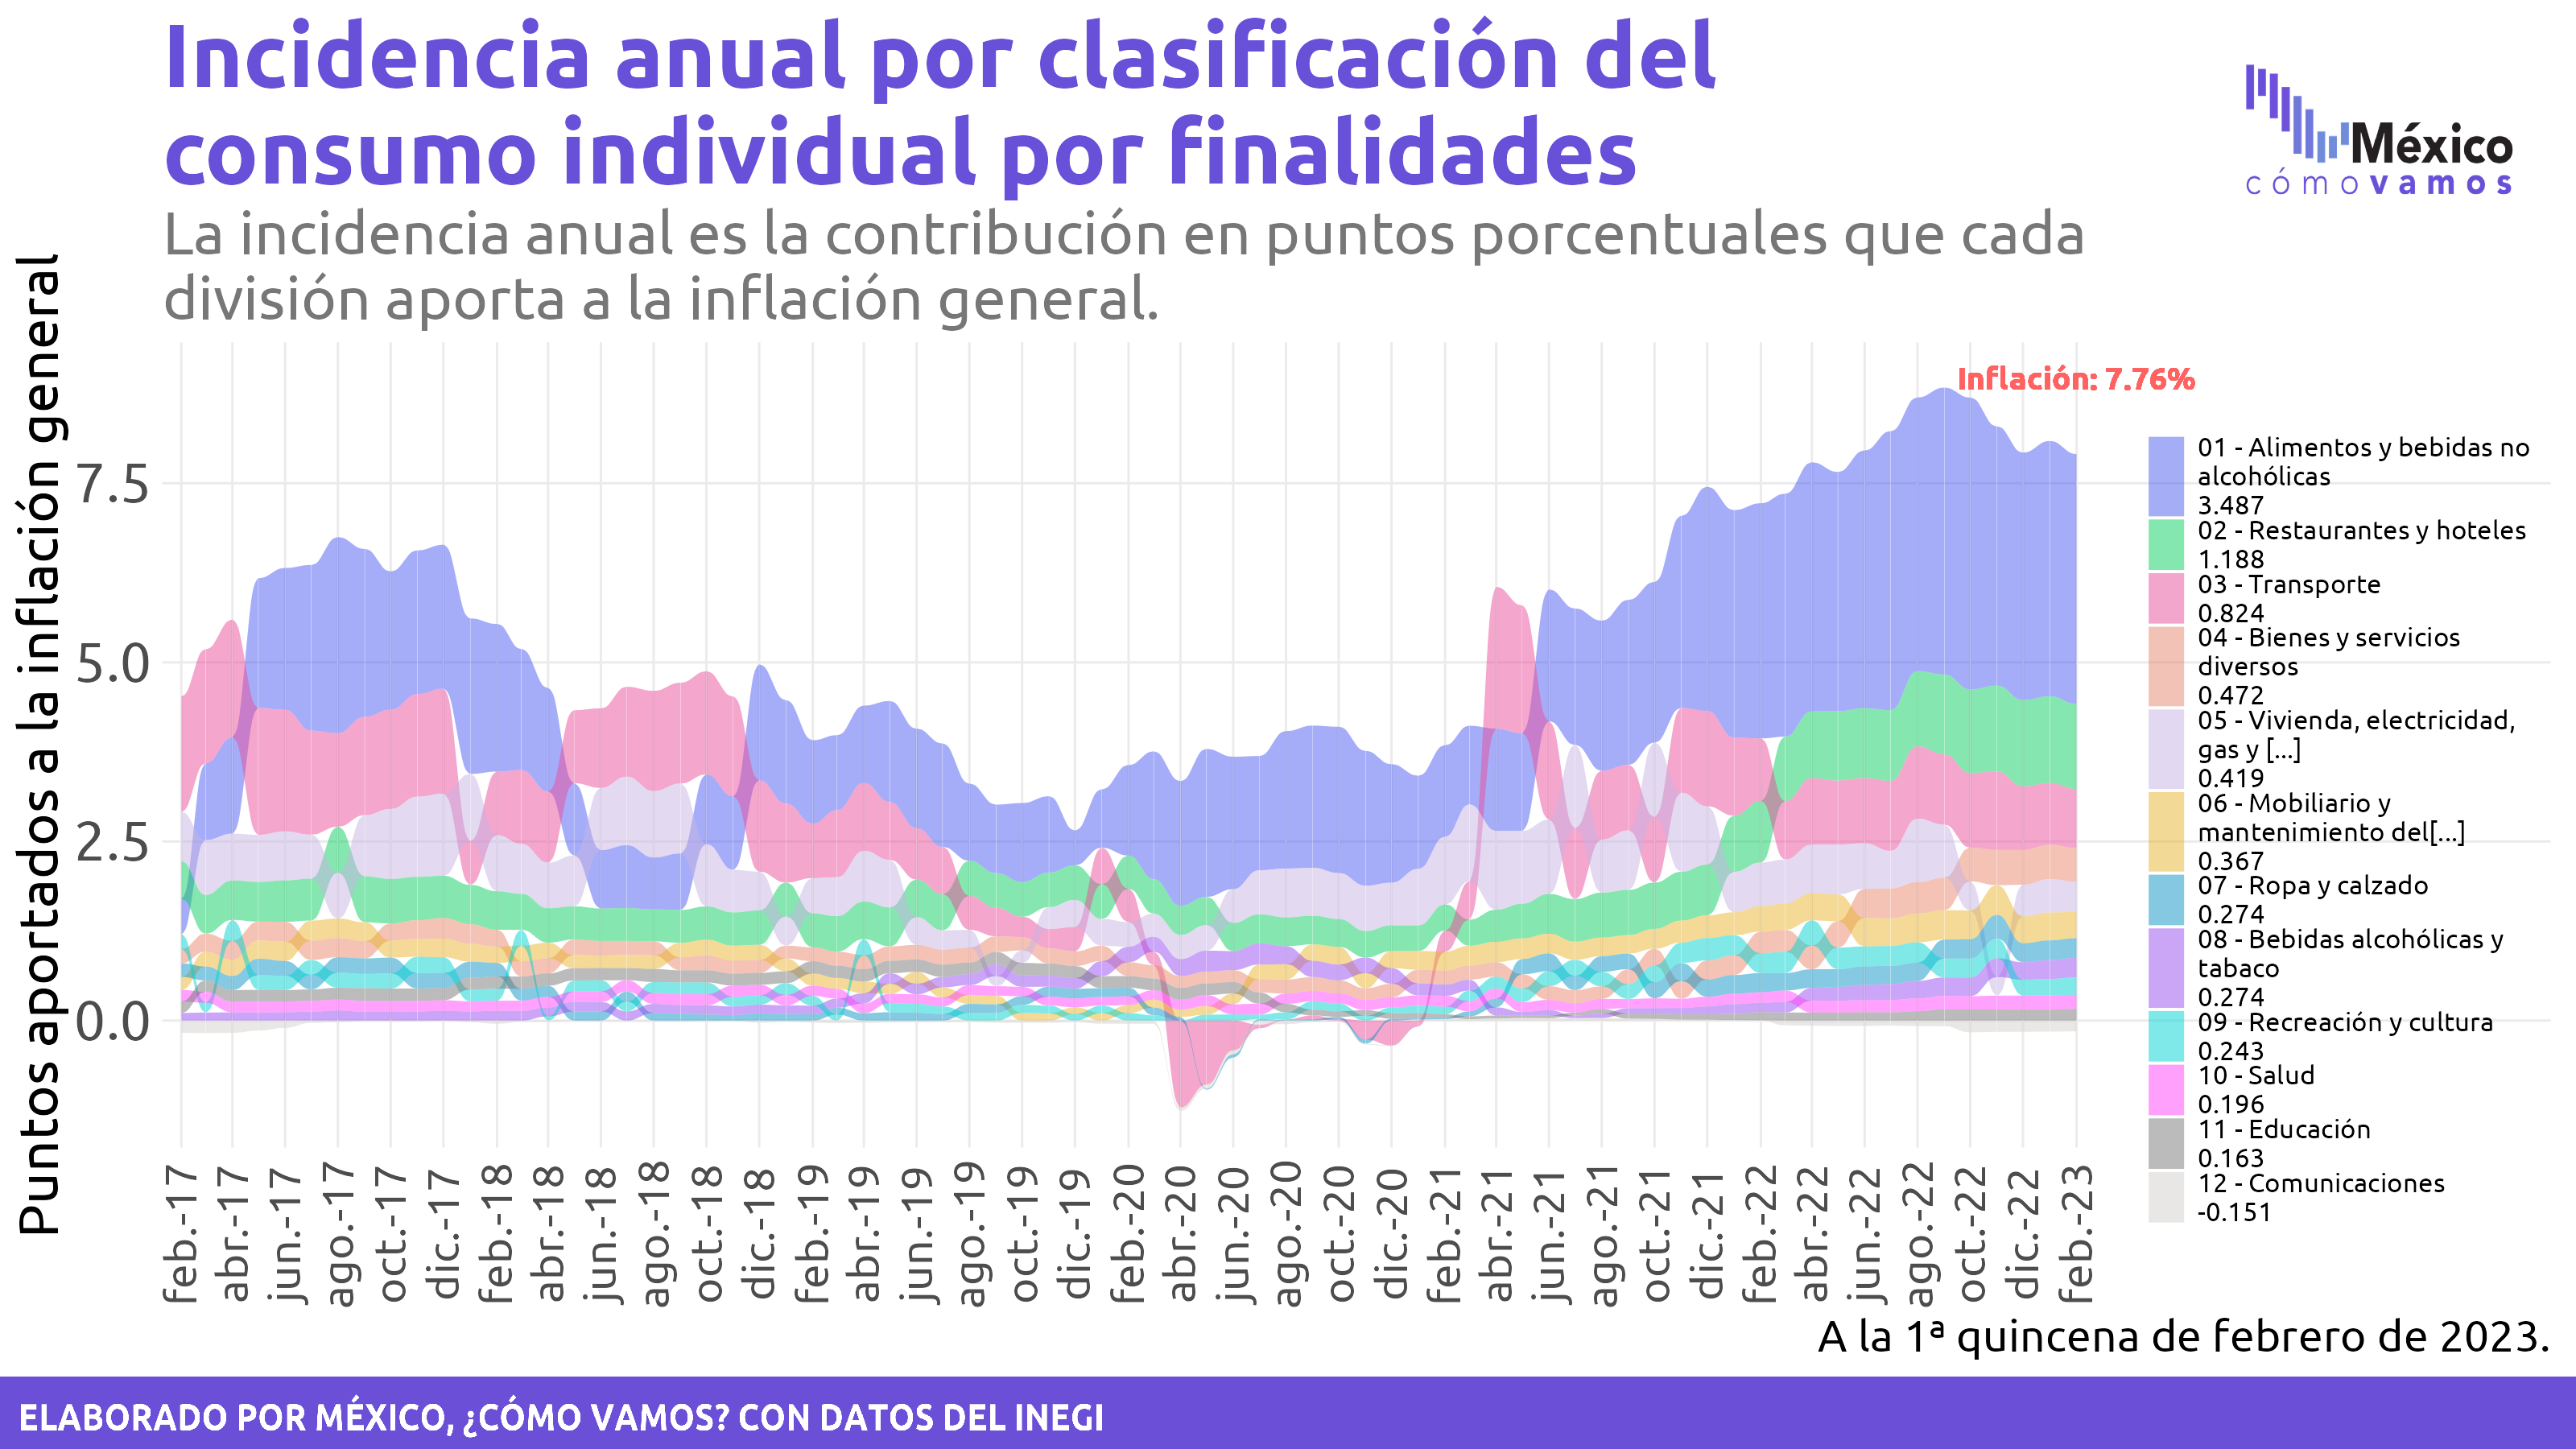 Incidencia anual por clasificación del
consumo individual por finalidades
La incidencia anual es la contribución en puntos porcentuales que cada
división aporta a la inflación general.
México
cómo vamos
Puntos aportados a la inflación general
7.5
5.0
2.5
0.0
Inflación: 7.76%
01 - Alimentos y bebidas no
alcohólicas
3.487
02 - Restaurantes y hoteles
1.188
03 - Transporte
0.824
04 - Bienes y servicios
diversos
0.472
05 - Vivienda, electricidad,
gas y [...]
0.419
06 - Mobiliario y
mantenimiento del[...]
0.367
07 - Ropa y calzado
0.274
08 - Bebidas alcohólicas y
tabaco
0.274
09 - Recreación y cultura
0.243
10 - Salud
0.196
11 - Educación
0.163
12 - Comunicaciones
-0.151
feb.-17
abr.-17
jun.-17
ago.-17
oct.-17
dic.-17
feb.-18
abr.-18
jun.-18
ago.-18
oct.-18
dic.-18
feb.-19
abr.-19
jun.-19
ago.-19
oct.-19
dic.-19
feb.-20
abr.-20
jun.-20
ago.-20
oct.-20
dic.-20
feb.-21
abr.-21
jun.-21
ago.-21
oct.-21
dic.-21
feb.-22
abr.-22
jun.-22
ago.-22
oct.-22
dic.-22
feb.-23
A la 1ª quincena de febrero de 2023.
ELABORADO POR MÉXICO, ¿CÓMO VAMOS? CON DATOS DEL INEGI